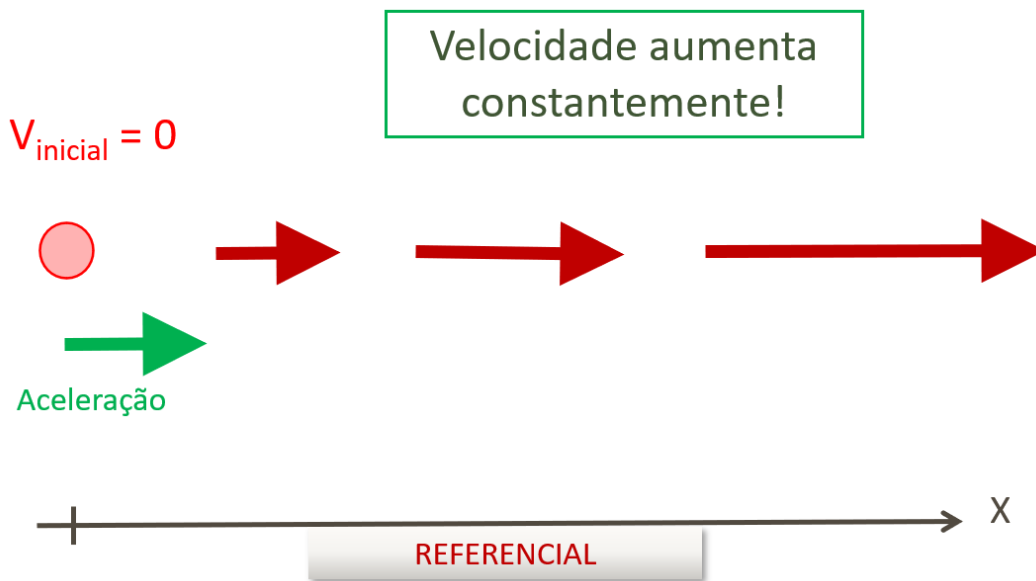 Velocidade aumenta
constantemente!
Vinicial = 0
Aceleração
X
REFERENCIAL